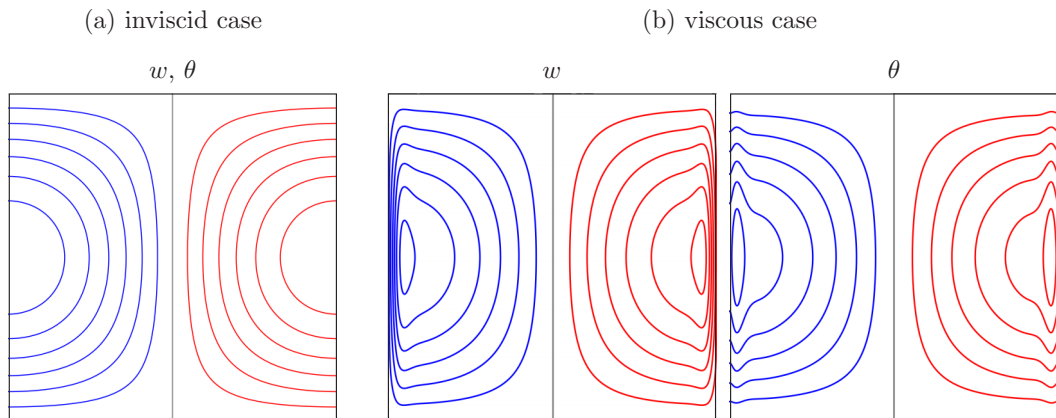 (a) inviscid case
(b) viscous case
w, θ
w
θ